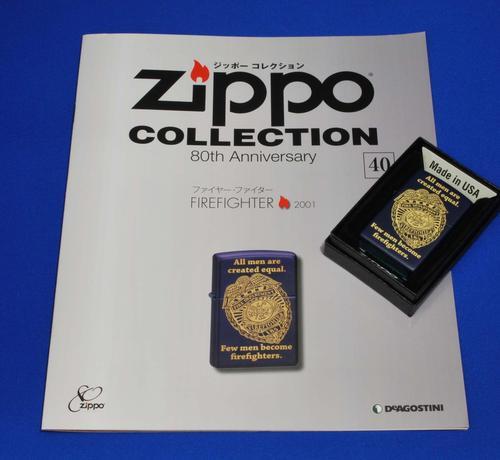 ジッポー コレクション
Zippo
COLLECTION
80th Anniversary
40
ファイヤー・ファイター
FIREFIGHTER 2001
All men are
created equal.
FIREFIGHTER
Few men become
firefighters.
Zippo
DeAGOSTINI
Made in USA
All men are
created equal.
Few men become
firefighters.